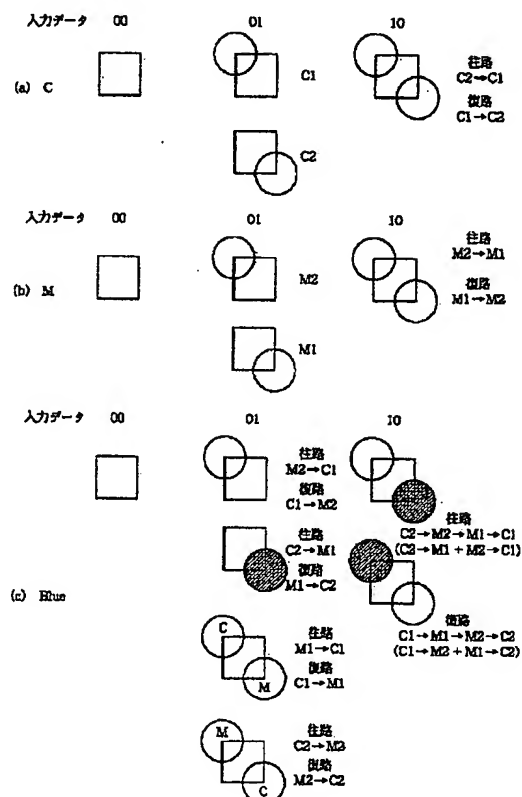 入力データ 00 01 10
(a) C
C1
往路
C2→C1
復路
C1→C2
C2
入力データ 00 01 10
(b) M
M2
往路
M2→M1
復路
M1→M2
M1
入力データ 00 01 10
(c) Blue
往路
M2→C1
復路
C1→M2
往路
C2→M1
復路
M1→C2
往路
C2→M2→M1→C1
(C2→M1+M2→C1)
復路
C1→M1→M2→C2
(C1→M2+M1→C2)
C
M
往路
M1→C1
復路
C1→M1
M
C
往路
C2→M2
復路
M2→C2